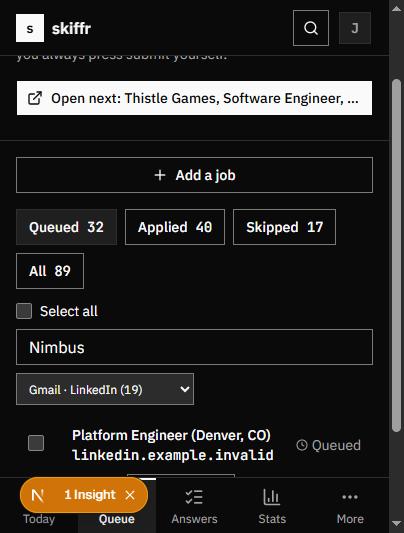 s skiffr J
you always press submit yourself.
Open next: Thistle Games, Software Engineer, ...
+ Add a job
Queued 32 Applied 40 Skipped 17
All 89
Select all
Nimbus
Gmail · LinkedIn (19)
Platform Engineer (Denver, CO)
linkedin.example.invalid
Queued
N 1 Insight
Today Queue Answers Stats More